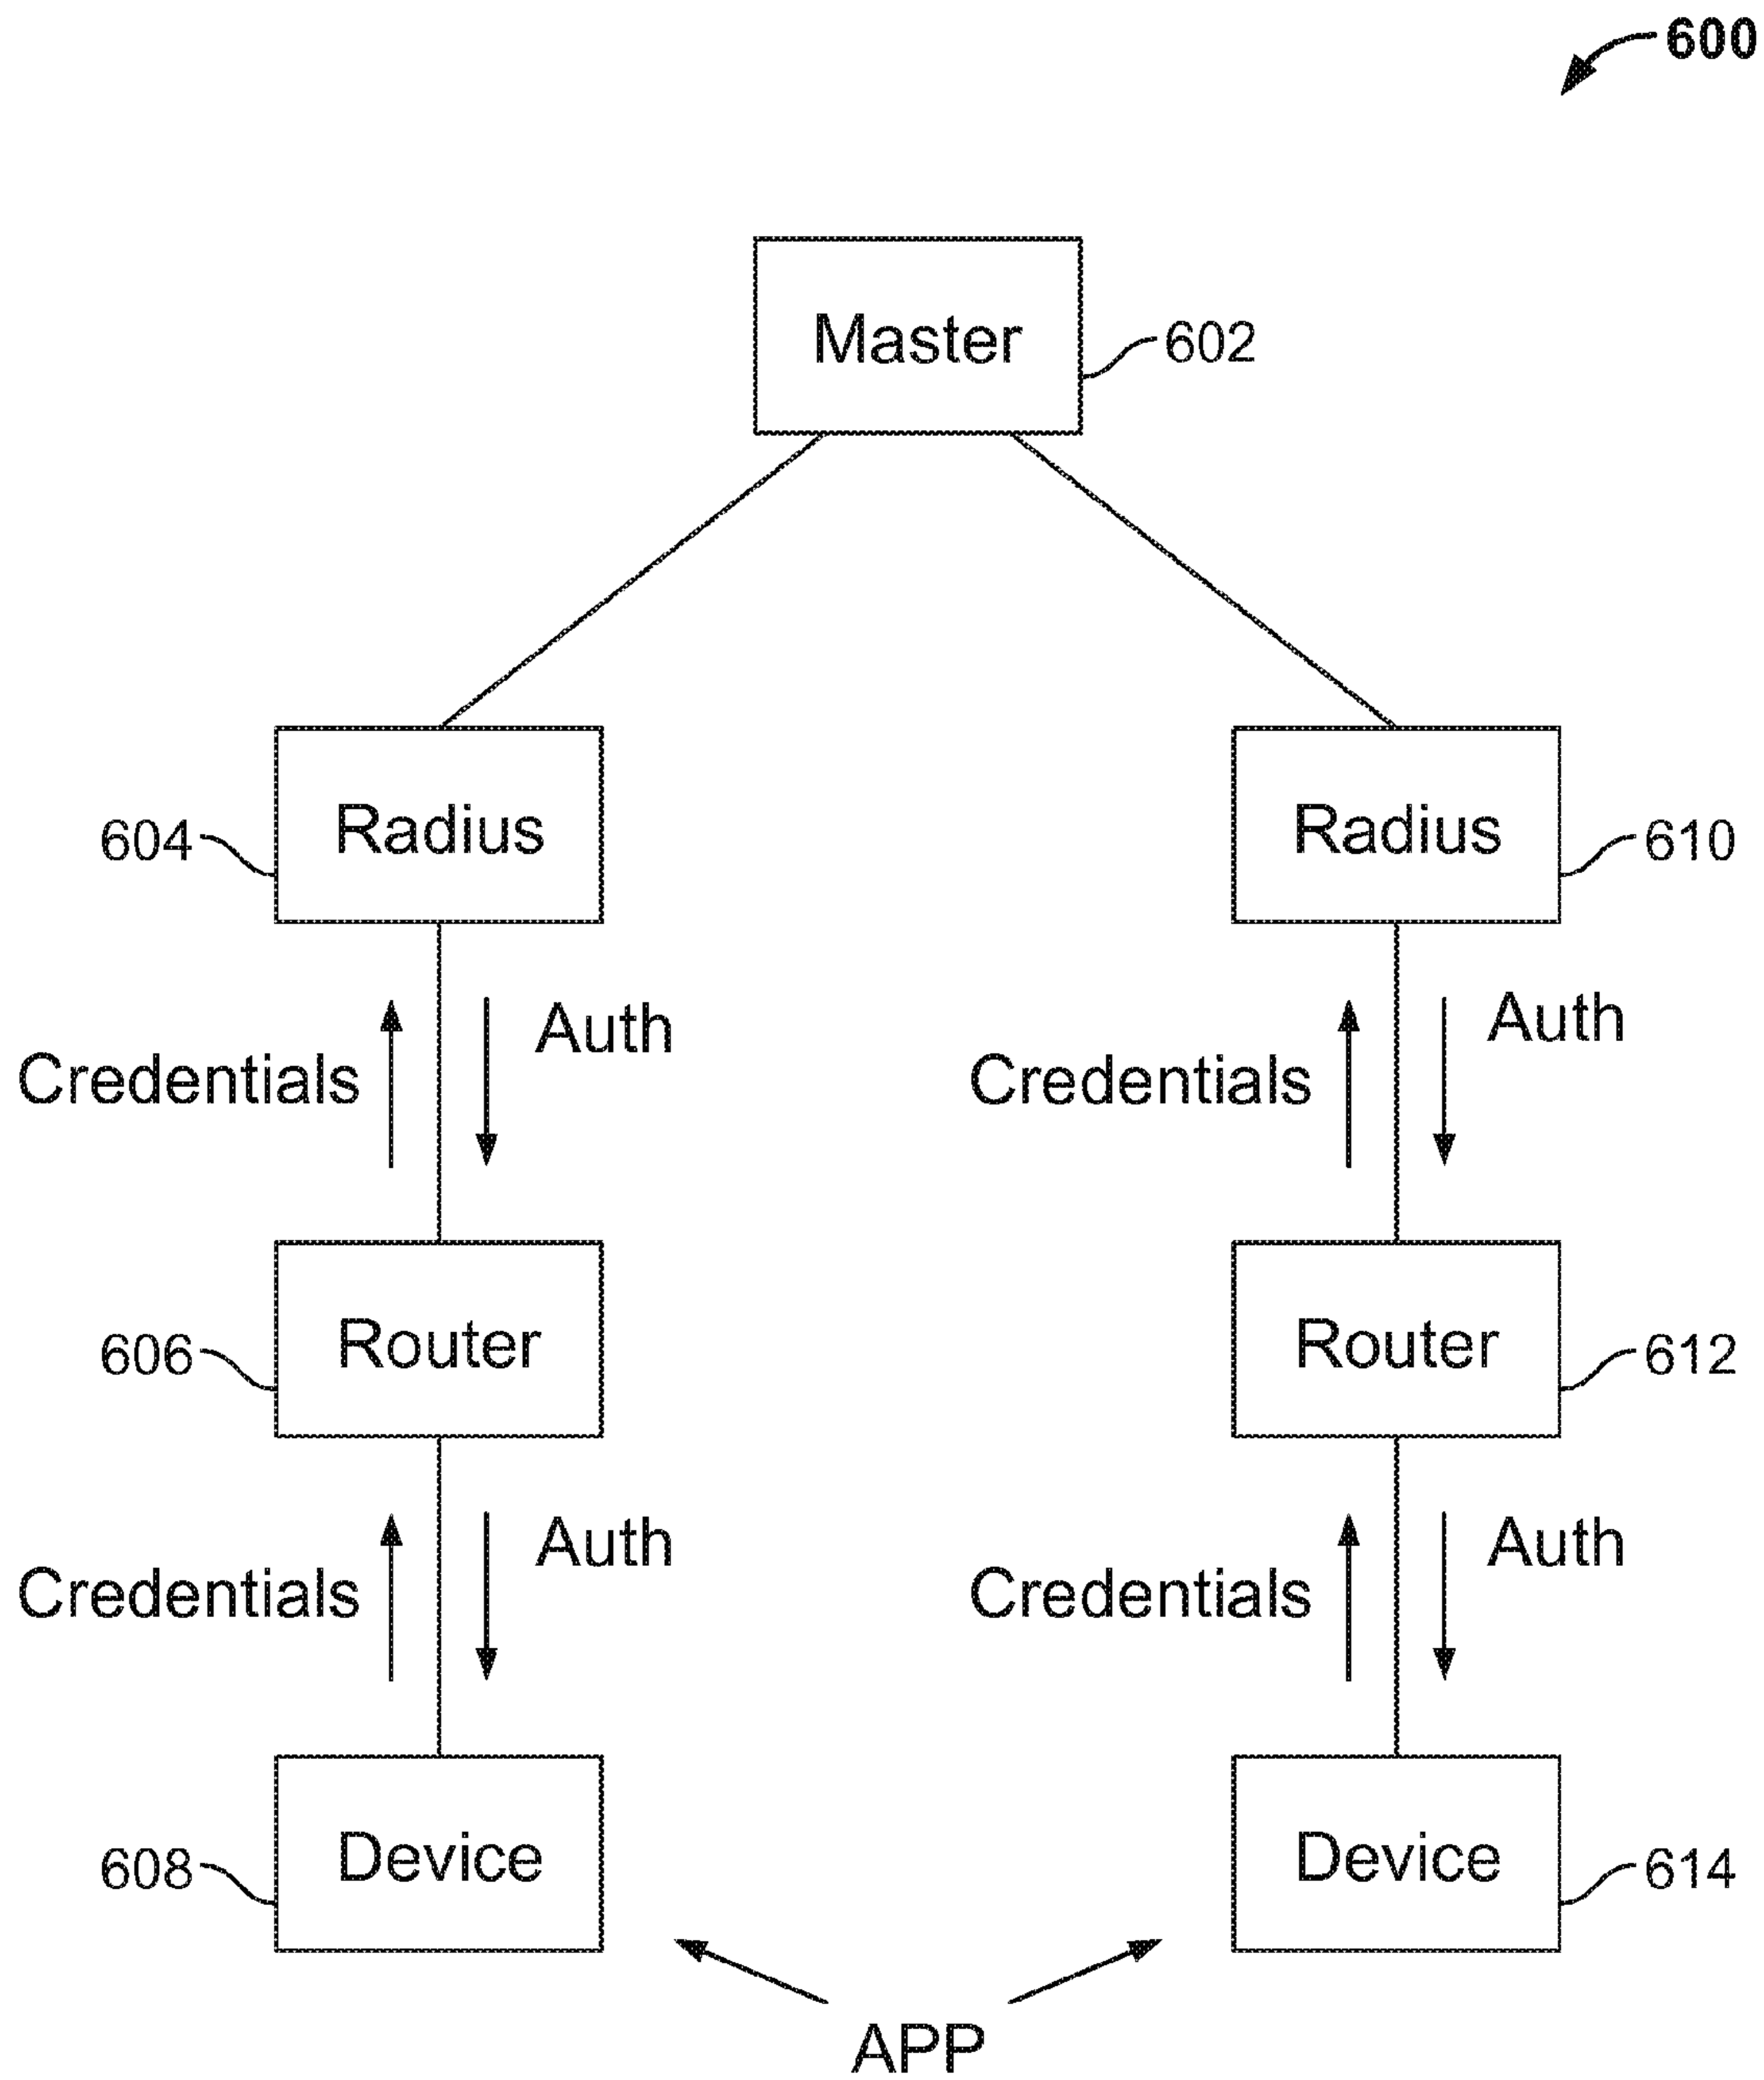 600
Master
602
Radius
604
Radius
610
Auth
Credentials
Auth
Credentials
Router
606
Router
612
Auth
Credentials
Auth
Credentials
Device
608
Device
614
APP